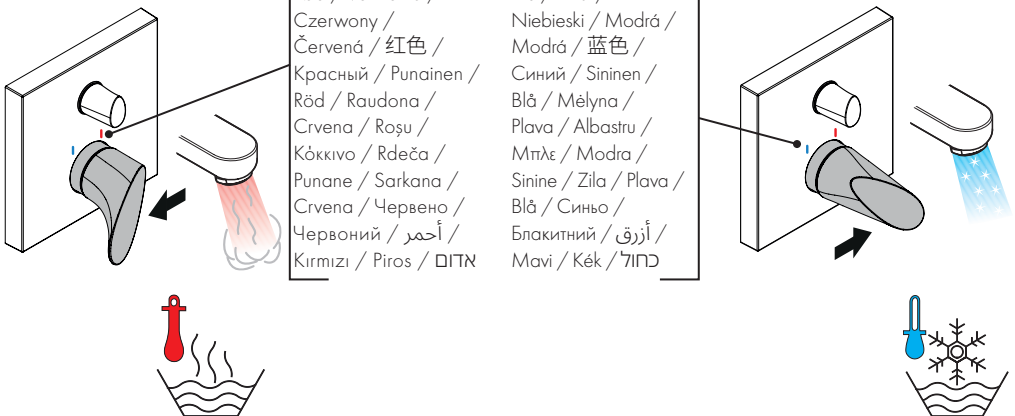 Czerwony /
Červená / 红色 /
Красный / Punainen /
Röd / Raudona /
Crvena / Roşu /
Κόκκινο / Rdeča /
Punane / Sarkana /
Crvena / Червено /
Червоний / أحمر /
Kırmızı / Piros / אדום
Niebieski / Modrá /
Modrá / 蓝色 /
Синий / Sininen /
Blå / Mėlyna /
Plava / Albastru /
Μπλε / Modra /
Sinine / Zila / Plava /
Blå / Синьо /
Блакитний / أزرق /
Mavi / Kék / כחול